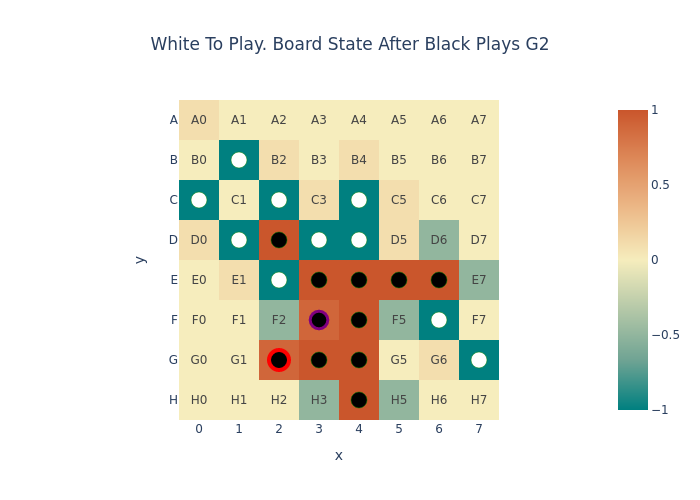 White To Play. Board State After Black Plays G2
A A0 A1 A2 A3 A4 A5 A6 A7
B B0 B2 B3 B4 B5 B6 B7
C C1 C3 C5 C6 C7
D D0 D5 D6 D7
E E0 E1 E7
F F0 F1 F2 F5 F7
G G0 G1 G5 G6
H H0 H1 H2 H3 H5 H6 H7
0 1 2 3 4 5 6 7
x
y
1
0.5
0
−0.5
−1